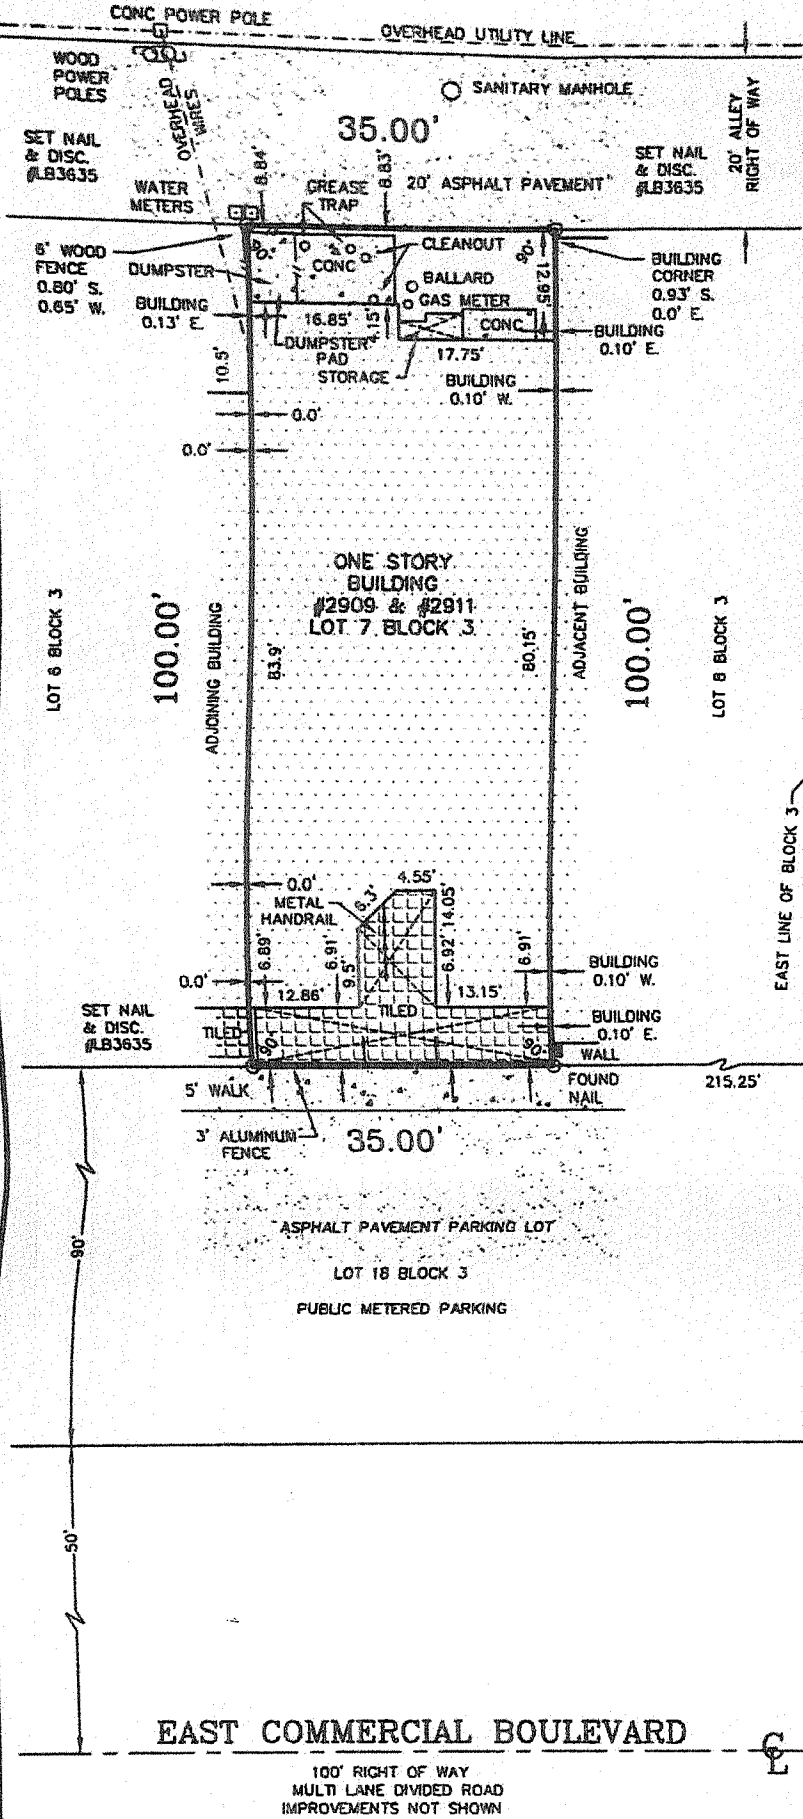 CONC POWER POLE
OVERHEAD UTILITY LINE
WOOD
POWER
POLES
OVERHEAD
WIRES
SANITARY MANHOLE
20' ALLEY
RIGHT OF WAY
35.00'
SET NAIL
& DISC.
#LB3635
SET NAIL
& DISC.
#LB3635
WATER
METERS
8.84'
GREASE
TRAP
8.83'
20' ASPHALT PAVEMENT
6' WOOD
FENCE
0.80' S.
0.65' W.
DUMPSTER
90°
CONC
CLEANOUT
90°
12.95'
BUILDING
CORNER
0.93' S.
0.0' E.
BALLARD
GAS METER
BUILDING
0.13' E.
16.85'
4.15'
CONC
BUILDING
0.10' E.
DUMPSTER
PAD
STORAGE
17.75'
10.5'
BUILDING
0.10' W.
0.0'
0.0'
ONE STORY
BUILDING
#2909 & #2911
LOT 7 BLOCK 3
LOT 6 BLOCK 3
100.00'
ADJOINING BUILDING
83.9'
80.15'
ADJACENT BUILDING
100.00'
LOT 8 BLOCK 3
EAST LINE OF BLOCK 3
0.0'
METAL
HANDRAIL
6.3'
4.55'
14.05'
6.89'
6.91'
9.5'
6.92'
6.91'
0.0'
12.86'
13.15'
BUILDING
0.10' W.
SET NAIL
& DISC.
#LB3635
TILED
TILED
90°
90°
BUILDING
0.10' E.
WALL
5' WALK
FOUND
NAIL
215.25'
3' ALUMINUM
FENCE
35.00'
ASPHALT PAVEMENT PARKING LOT
LOT 18 BLOCK 3
PUBLIC METERED PARKING
90'
50'
EAST COMMERCIAL BOULEVARD
CL
100' RIGHT OF WAY
MULTI LANE DIVIDED ROAD
IMPROVEMENTS NOT SHOWN